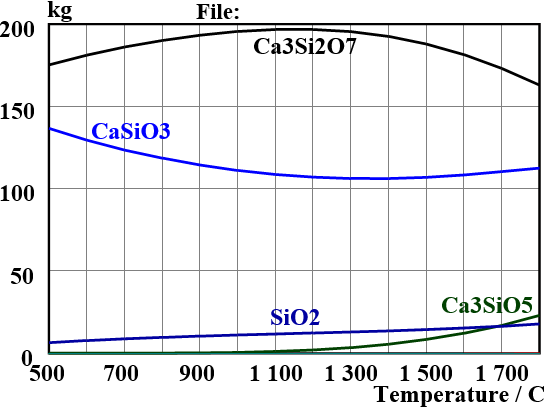 kg
File:
200
Ca3Si2O7
150
CaSiO3
100
50
Ca3SiO5
SiO2
0
500 700 900 1 100 1 300 1 500 1 700
Temperature / C